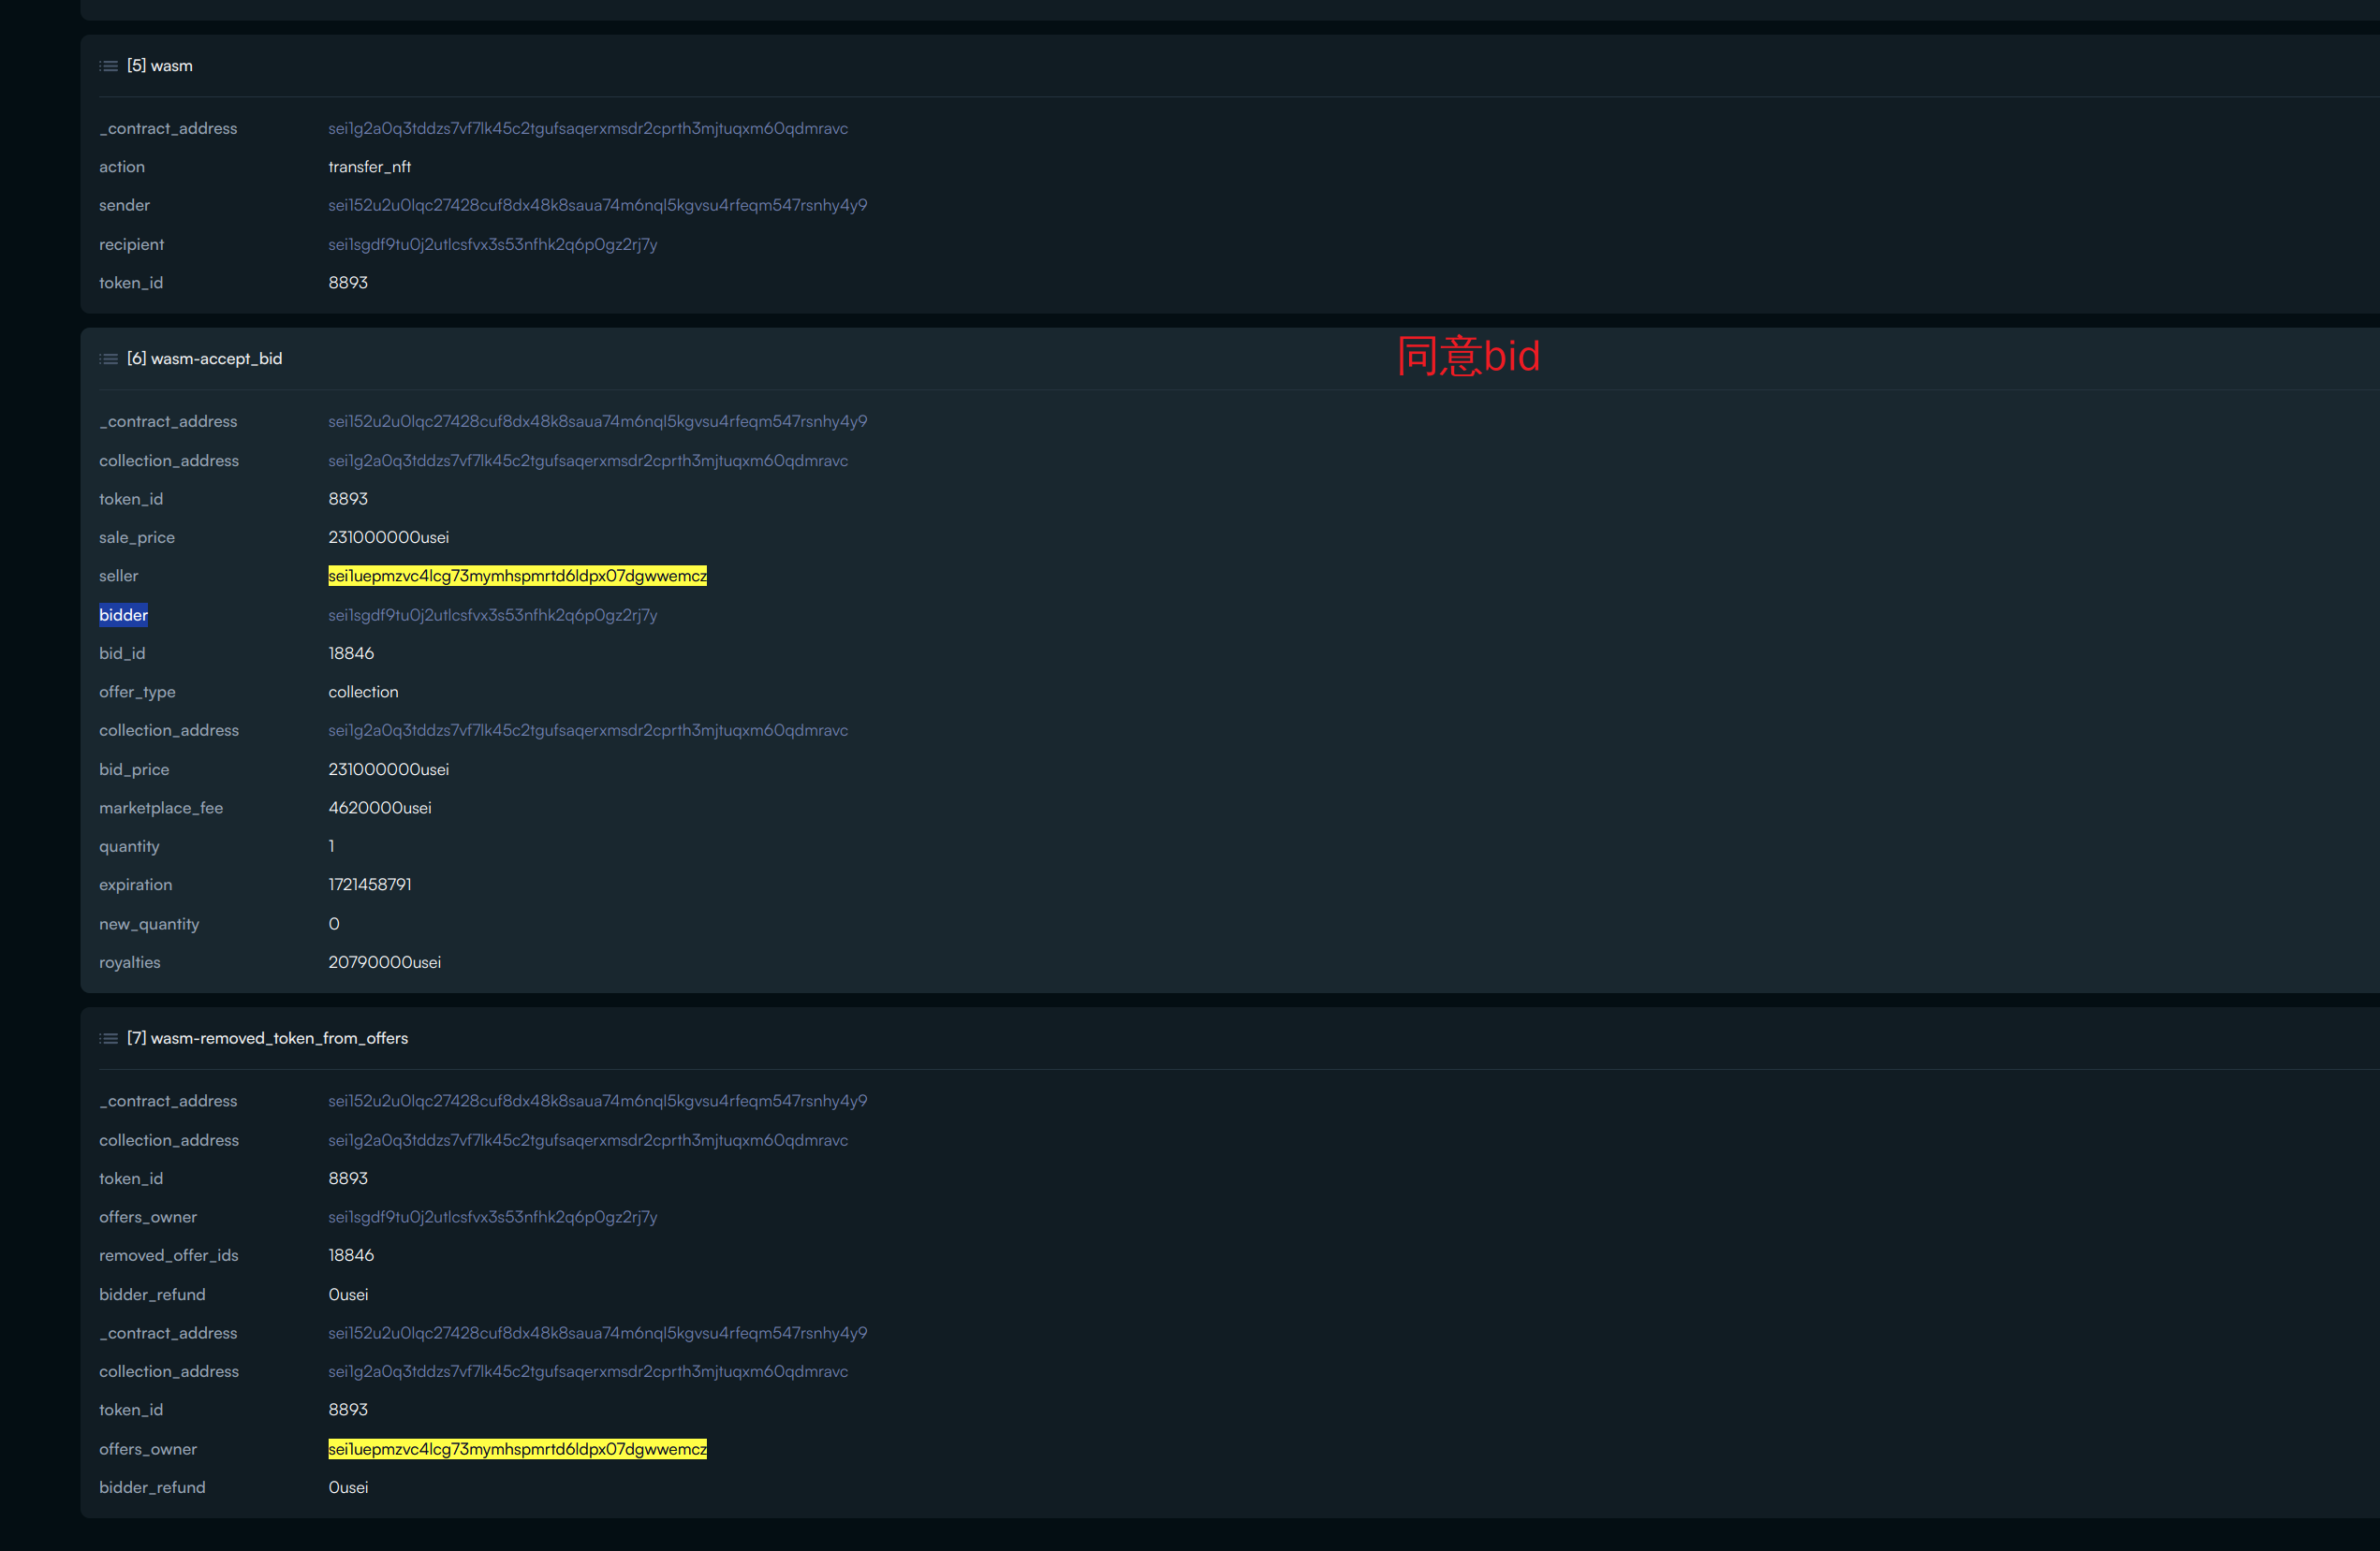 [5] wasm
_contract_address sei1g2a0q3tddzs7vf7lk45c2tgufsaqerxmsdr2cprth3mjtuqxm60qdmravc
action transfer_nft
sender sei152u2u0lqc27428cuf8dx48k8saua74m6nql5kgvsu4rfeqm547rsnhy4y9
recipient sei1sgdf9tu0j2utlcsfvx3s53nfhk2q6p0gz2rj7y
token_id 8893
[6] wasm-accept_bid 同意bid
_contract_address sei152u2u0lqc27428cuf8dx48k8saua74m6nql5kgvsu4rfeqm547rsnhy4y9
collection_address sei1g2a0q3tddzs7vf7lk45c2tgufsaqerxmsdr2cprth3mjtuqxm60qdmravc
token_id 8893
sale_price 231000000usei
seller sei1uepmzvc4lcg73mymhspmrtd6ldpx07dgwwemcz
bidder sei1sgdf9tu0j2utlcsfvx3s53nfhk2q6p0gz2rj7y
bid_id 18846
offer_type collection
collection_address sei1g2a0q3tddzs7vf7lk45c2tgufsaqerxmsdr2cprth3mjtuqxm60qdmravc
bid_price 231000000usei
marketplace_fee 4620000usei
quantity 1
expiration 1721458791
new_quantity 0
royalties 20790000usei
[7] wasm-removed_token_from_offers
_contract_address sei152u2u0lqc27428cuf8dx48k8saua74m6nql5kgvsu4rfeqm547rsnhy4y9
collection_address sei1g2a0q3tddzs7vf7lk45c2tgufsaqerxmsdr2cprth3mjtuqxm60qdmravc
token_id 8893
offers_owner sei1sgdf9tu0j2utlcsfvx3s53nfhk2q6p0gz2rj7y
removed_offer_ids 18846
bidder_refund 0usei
_contract_address sei152u2u0lqc27428cuf8dx48k8saua74m6nql5kgvsu4rfeqm547rsnhy4y9
collection_address sei1g2a0q3tddzs7vf7lk45c2tgufsaqerxmsdr2cprth3mjtuqxm60qdmravc
token_id 8893
offers_owner sei1uepmzvc4lcg73mymhspmrtd6ldpx07dgwwemcz
bidder_refund 0usei